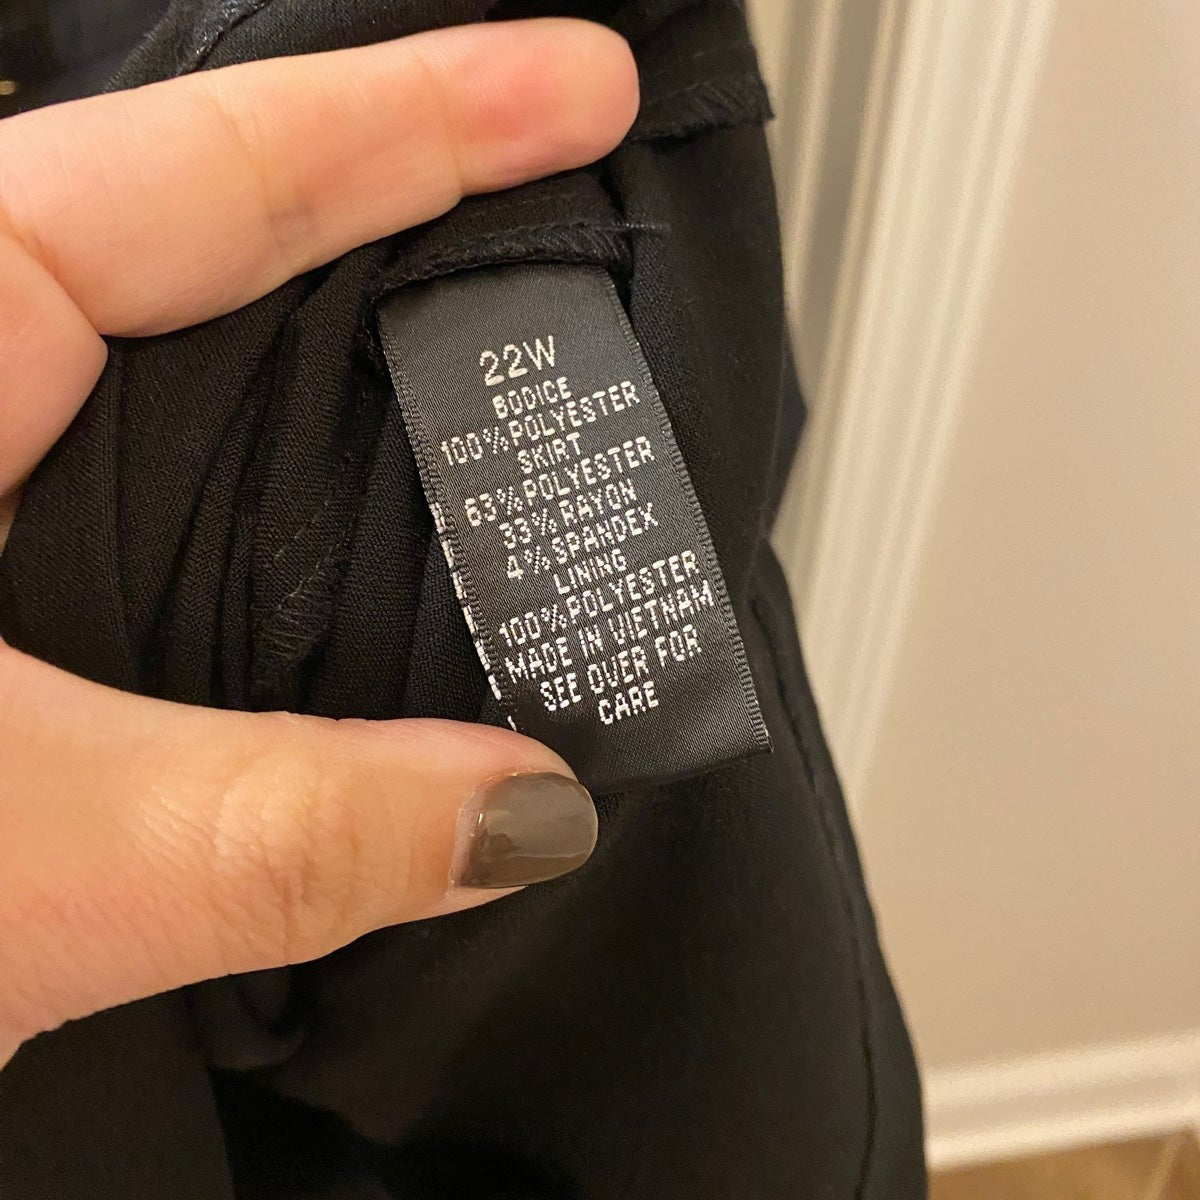 22W
BODICE
100% POLYESTER
SKIRT
63% POLYESTER
33% RAYON
4% SPANDEX
LINING
100% POLYESTER
MADE IN VIETNAM
SEE OVER FOR
CARE